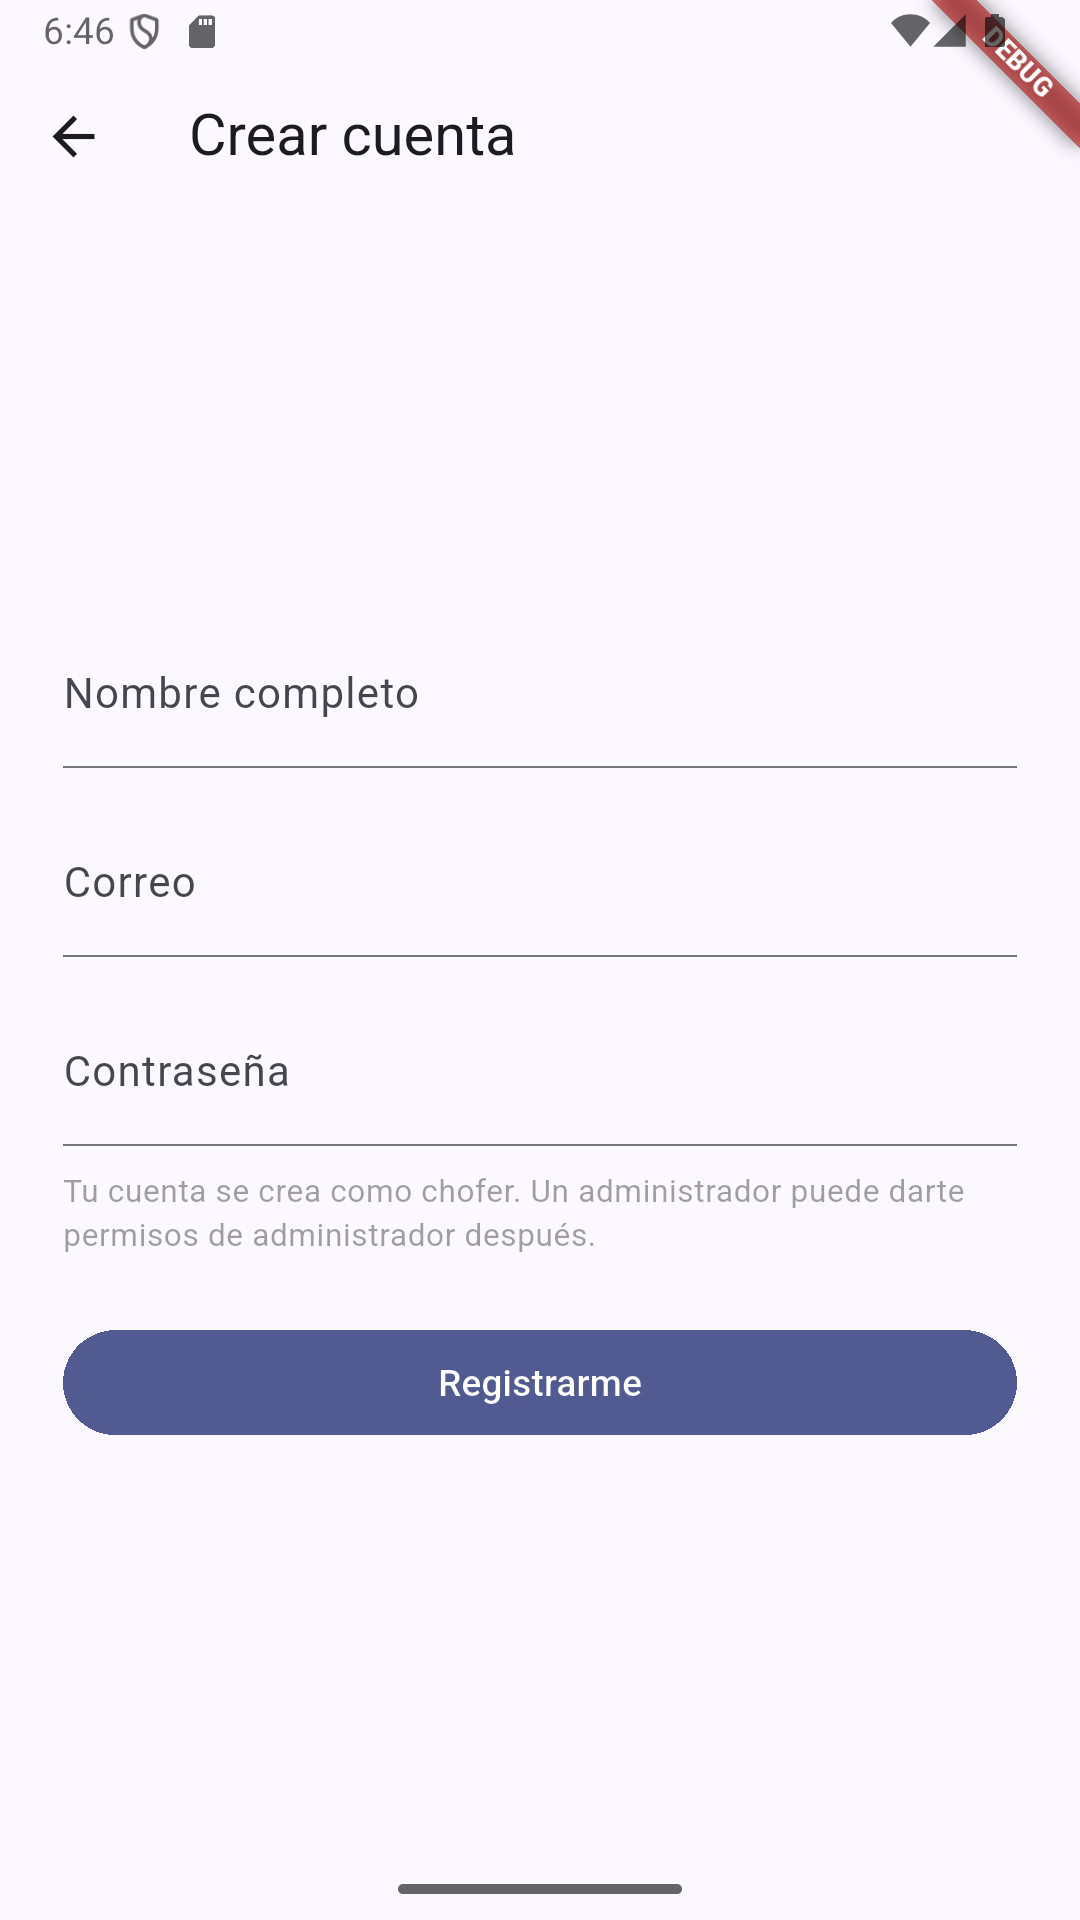 6:46
DEBUG
Crear cuenta
Nombre completo
Correo
Contraseña
Tu cuenta se crea como chofer. Un administrador puede darte
permisos de administrador después.
Registrarme